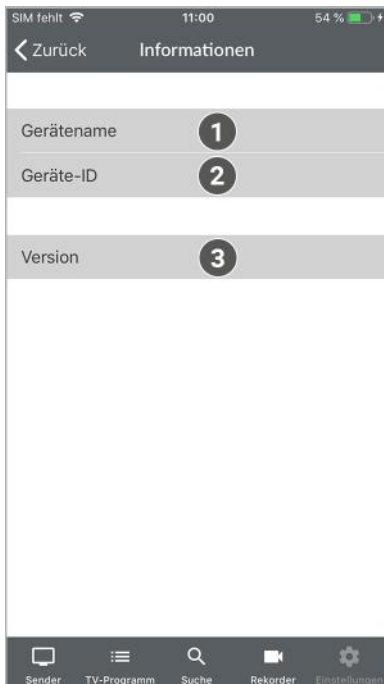 SIM fehlt 11:00 54 %
Zurück Informationen
Gerätename 1
Geräte-ID 2
Version 3
Sender TV-Programm Suche Rekorder Einstellungen